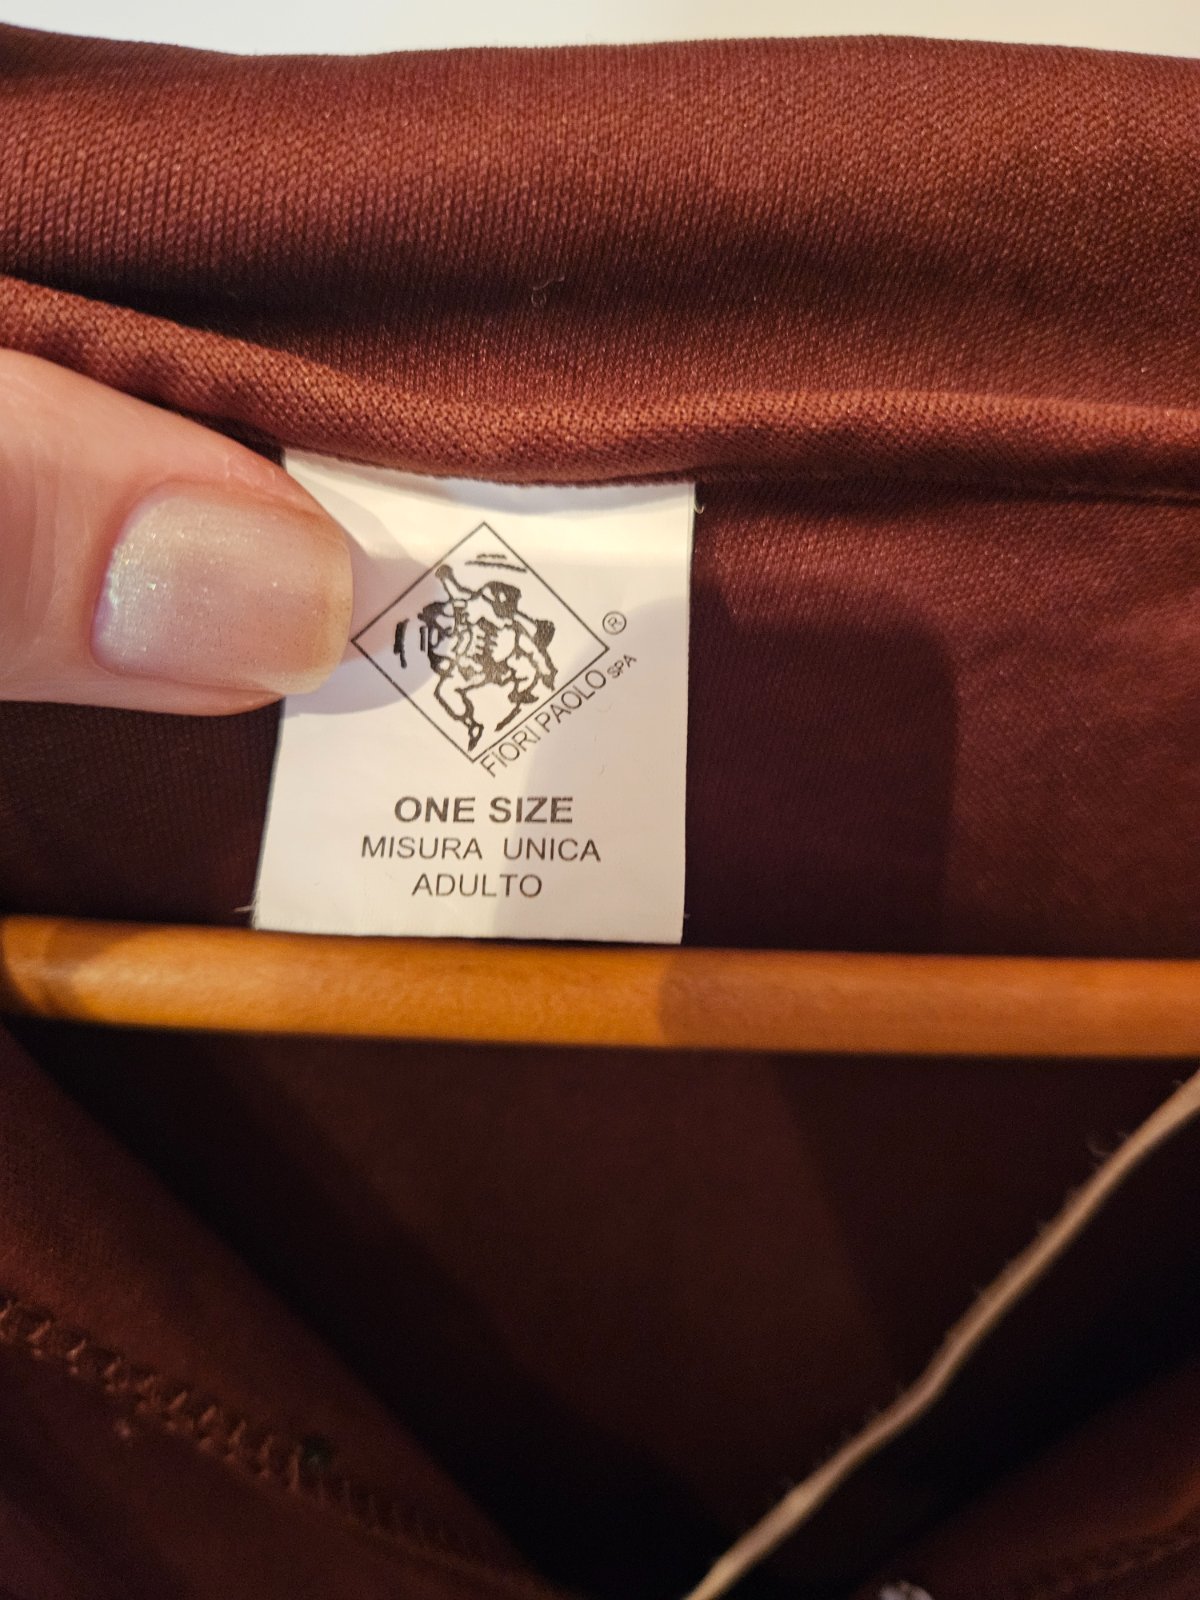 ®
FIORI PAOLO SPA
ONE SIZE
MISURA UNICA
ADULTO